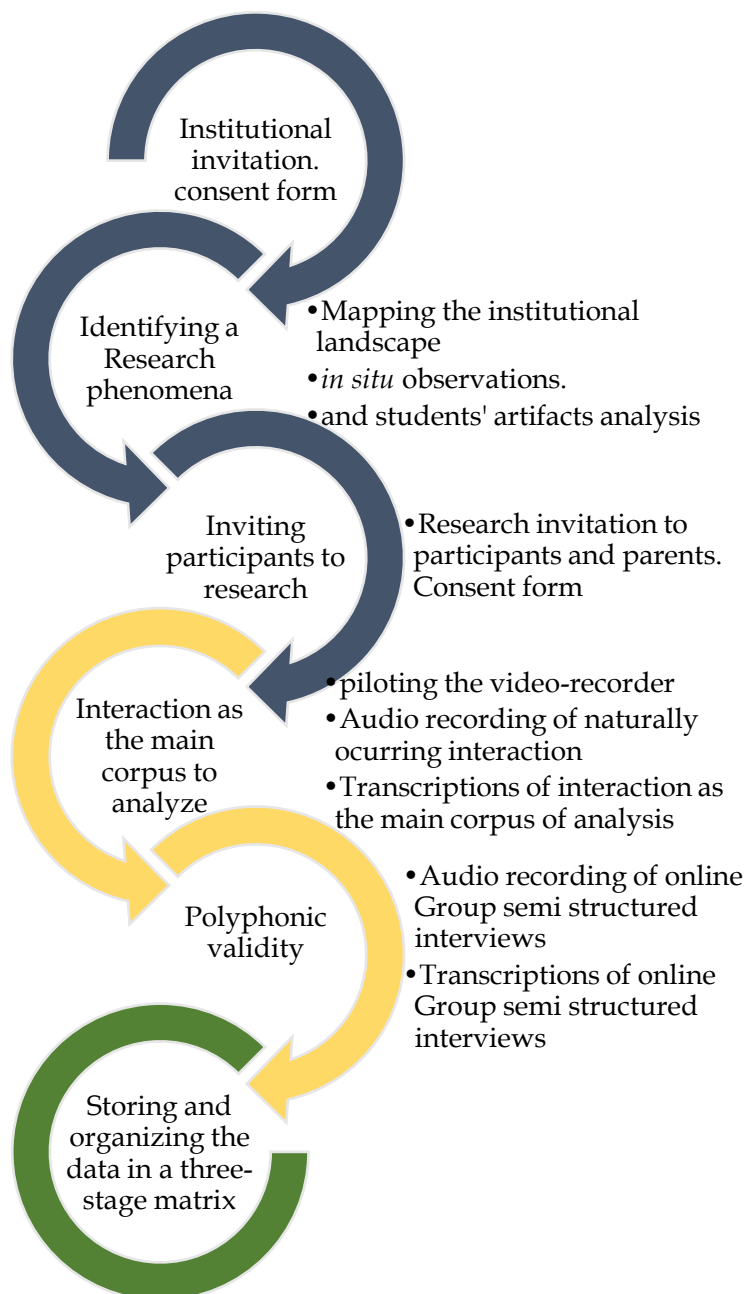 Institutional
invitation.
consent form
Identifying a
Research
phenomena
•Mapping the institutional
landscape
•in situ observations.
•and students' artifacts analysis
Inviting
participants to
research
•Research invitation to
participants and parents.
Consent form
Interaction as
the main
corpus to
analyze
•piloting the video-recorder
•Audio recording of naturally
ocurring interaction
•Transcriptions of interaction as
the main corpus of analysis
Polyphonic
validity
•Audio recording of online
Group semi structured
interviews
•Transcriptions of online
Group semi structured
interviews
Storing and
organizing the
data in a three-
stage matrix